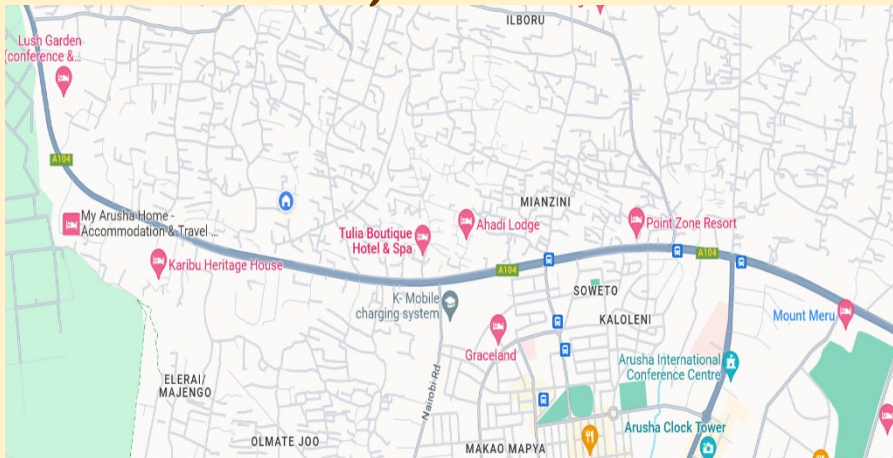 ILBORU
Lush Garden
(conference &...
A104
MIANZINI
My Arusha Home -
Accommodation & Travel ...
Tulia Boutique
Hotel & Spa
Ahadi Lodge
Point Zone Resort
Karibu Heritage House
A104
A104
K- Mobile
charging system
SOWETO
KALOLENI
Mount Meru
Graceland
Arusha International
Conference Centre
ELERAI/
MAJENGO
Nairobi Rd
OLMATE JOO
MAKAO MAPYA
Arusha Clock Tower